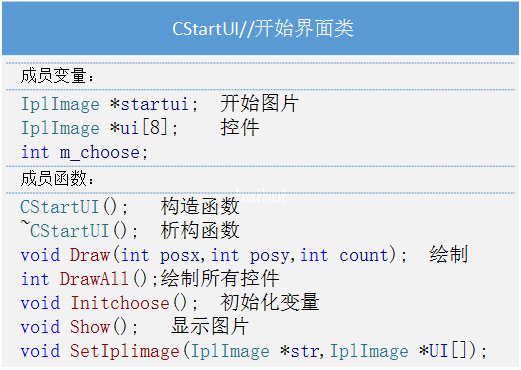 CStartUI//开始界面类
成员变量：
IplImage *startui; 开始图片
IplImage *ui[8]; 控件
int m_choose;
成员函数：
CStartUI(); 构造函数
~CStartUI(); 析构函数
void Draw(int posx,int posy,int count); 绘制
int DrawAll();绘制所有控件
void Initchoose(); 初始化变量
void Show(); 显示图片
void SetIplimage(IplImage *str,IplImage *UI[]);